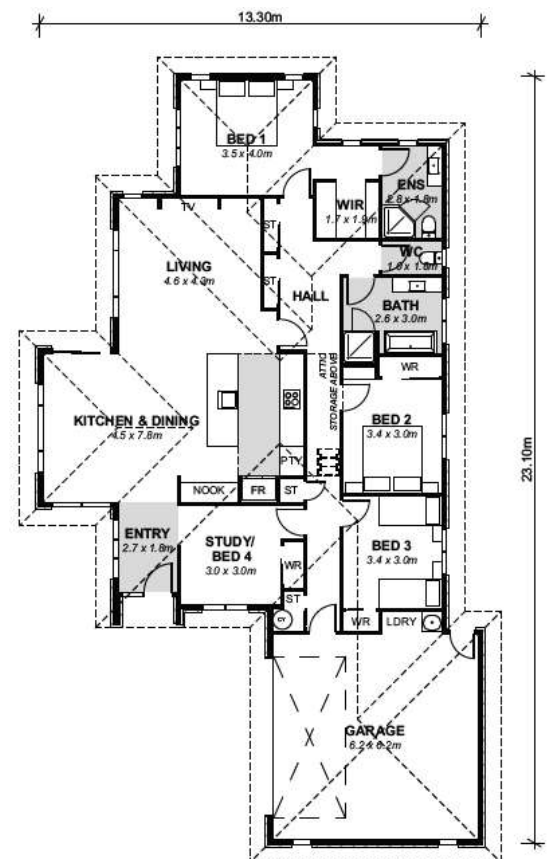 13.30m
BED 1
3.5 x 4.0m
WIR
1.7 x 1.9m
ENS
2.8 x 1.8m
TV
ST
LIVING
4.6 x 4.3m
ST
HALL
WC
1.0 x 1.8m
BATH
2.6 x 3.0m
ATTIC
STORAGE ABOVE
WR
KITCHEN & DINING
4.5 x 7.8m
BED 2
3.4 x 3.0m
PTY
NOOK
FR
ST
23.10m
ENTRY
2.7 x 1.8m
STUDY/
BED 4
3.0 x 3.0m
WR
BED 3
3.4 x 3.0m
ST
CY
WR
LDRY
GARAGE
6.2 x 6.2m